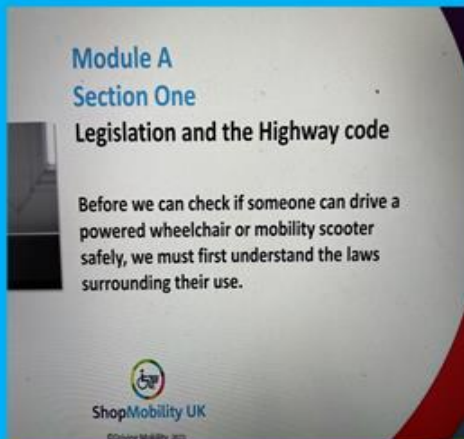 Module A
Section One
Legislation and the Highway code
Before we can check if someone can drive a
powered wheelchair or mobility scooter
safely, we must first understand the laws
surrounding their use.
ShopMobility UK